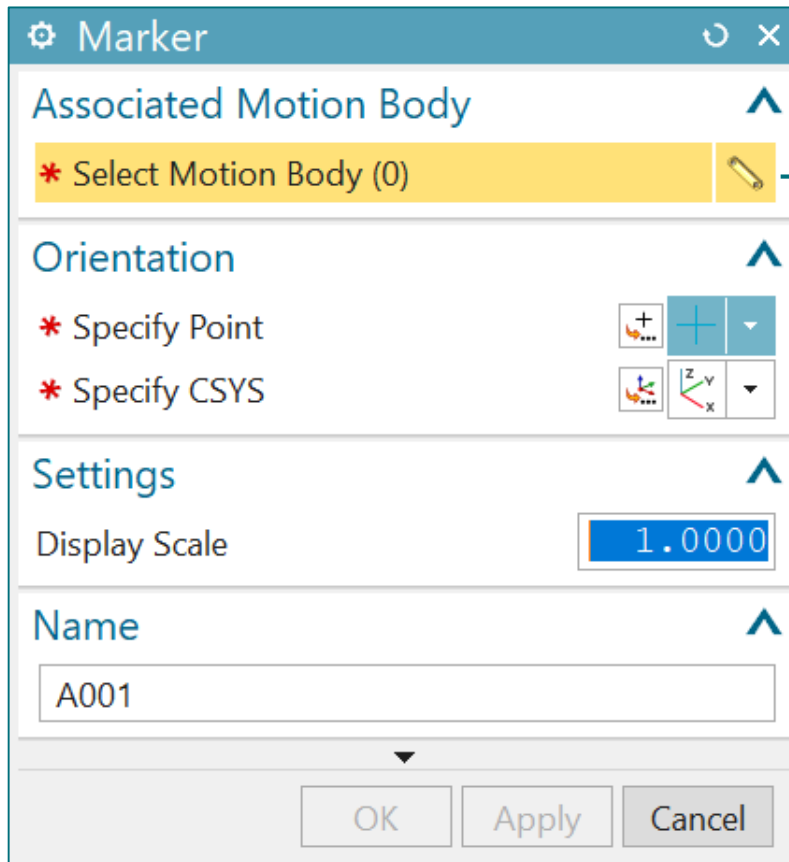 Marker
Associated Motion Body
* Select Motion Body (0)
Orientation
* Specify Point
* Specify CSYS
Z Y X
Settings
Display Scale 1.0000
Name
A001
OK Apply Cancel